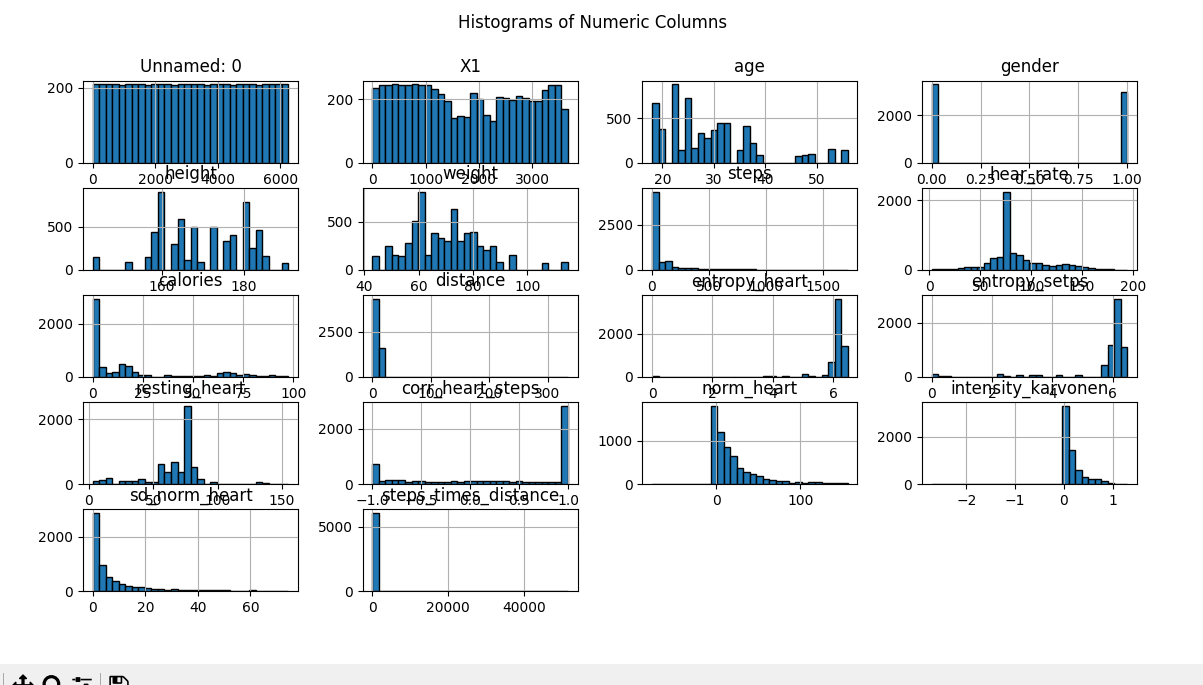 Histograms of Numeric Columns
Unnamed: 0 X1 age gender
200 200 500 2000
0 0 0 0
0 2000 4000 6000 0 1000 2000 3000 20 30 40 50 0.00 0.25 0.50 0.75 1.00
height weight steps hear_rate
500 500 2500 2000
0 0 0 0
160 180 40 60 80 100 0 500 1000 1500 0 50 100 150 200
calories distance entropy_heart entropy_setps
2000 2500 2000 2000
0 0 0 0
0 25 50 75 100 0 100 200 300 0 2 4 6 0 2 4 6
resting_heart corr_heart_steps norm_heart intensity_karvonen
2000 2000 1000 2000
0 0 0 0
0 50 100 150 −1.0 −0.5 0.0 0.5 1.0 0 100 −2 −1 0 1
sd_norm_heart steps_times_distance
2000 5000
0 0
0 20 40 60 0 20000 40000